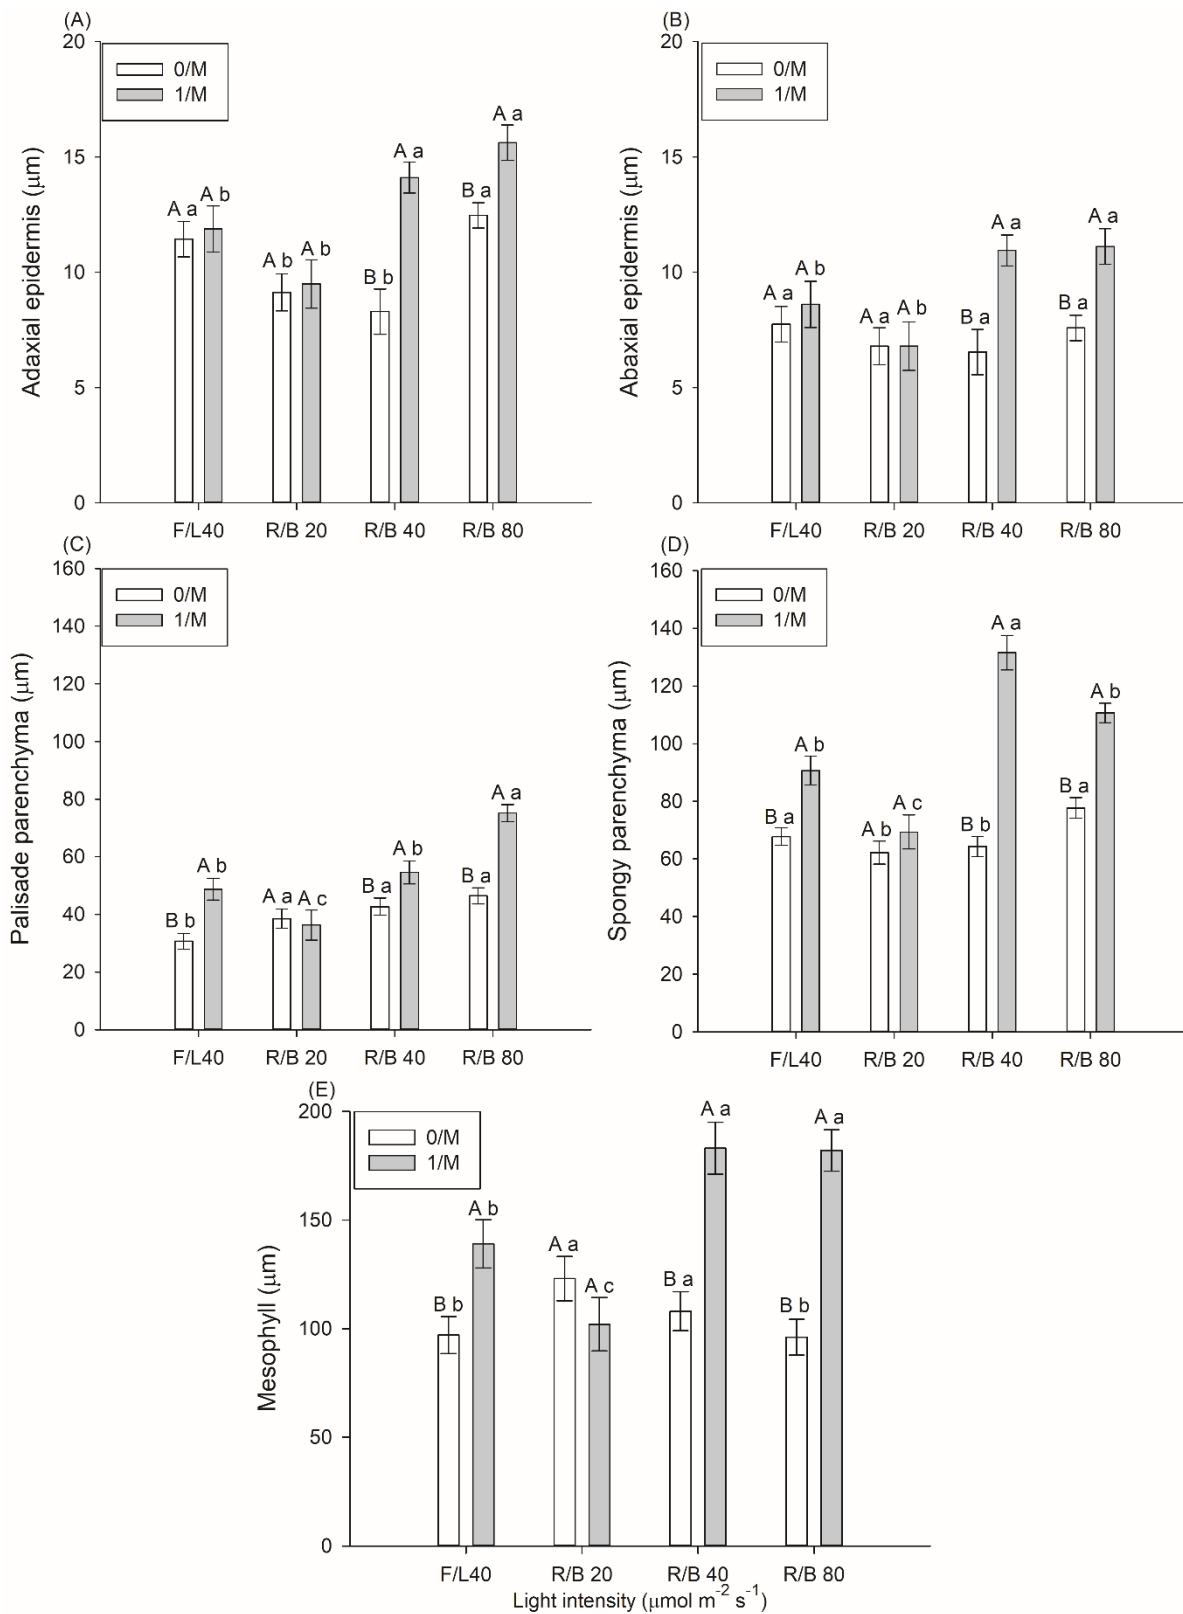 (A)
20
15
10
5
0
Adaxial epidermis (μm)
0/M
1/M
A a
A b
A b
A b
B b
A a
B a
A a
F/L40
R/B 20
R/B 40
R/B 80
(B)
20
15
10
5
0
Abaxial epidermis (μm)
0/M
1/M
A a
A b
A a
A b
B a
A a
B a
A a
F/L40
R/B 20
R/B 40
R/B 80
(C)
160
140
120
100
80
60
40
20
0
Palisade parenchyma (μm)
0/M
1/M
B b
A b
A a
A c
B a
A b
B a
A a
F/L40
R/B 20
R/B 40
R/B 80
(D)
160
140
120
100
80
60
40
20
0
Spongy parenchyma (μm)
0/M
1/M
B a
A b
A b
A c
B b
A a
B a
A b
F/L40
R/B 20
R/B 40
R/B 80
(E)
200
150
100
50
0
Mesophyll (μm)
0/M
1/M
B b
A b
A a
A c
B a
A a
B b
A a
F/L40
R/B 20
R/B 40
R/B 80
Light intensity (μmol m⁻² s⁻¹)